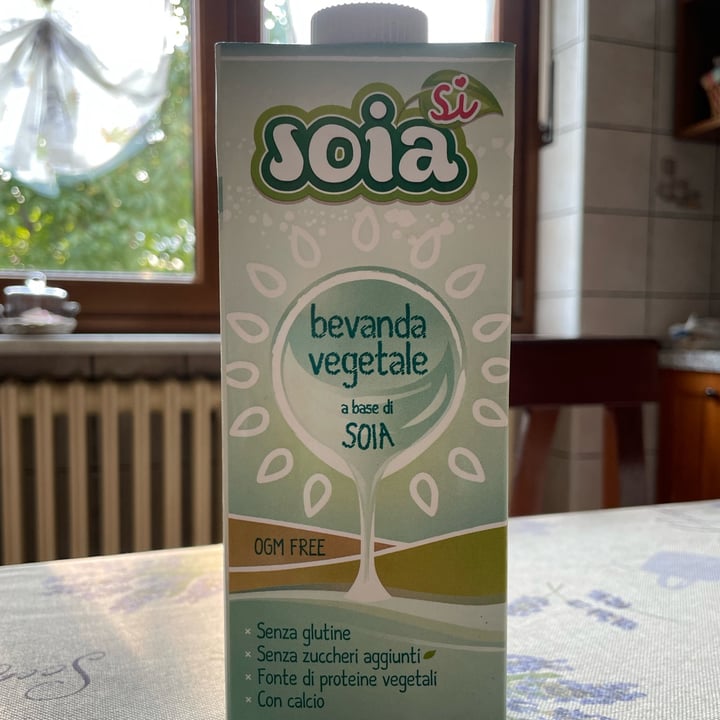 Sì
soia
bevanda
vegetale
a base di
SOIA
OGM FREE
× Senza glutine
× Senza zuccheri aggiunti
× Fonte di proteine vegetali
× Con calcio